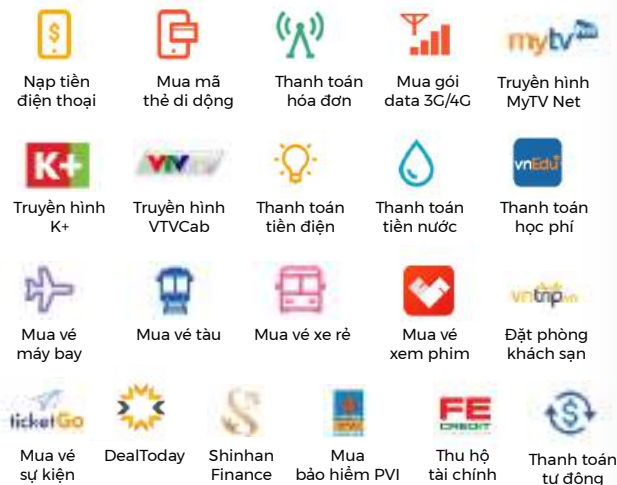 mytv
Nạp tiền
điện thoại
Mua mã
thẻ di dộng
Thanh toán
hóa đơn
Mua gói
data 3G/4G
Truyền hình
MyTV Net
K+
VTV
vnEdu
Truyền hình
K+
Truyền hình
VTVCab
Thanh toán
tiền điện
Thanh toán
tiền nước
Thanh toán
học phí
vntrip.vn
Mua vé
máy bay
Mua vé tàu
Mua vé xe rẻ
Mua vé
xem phim
Đặt phòng
khách sạn
ticketGo
FE
CREDIT
Mua vé
sự kiện
DealToday
Shinhan
Finance
Mua
bảo hiểm PVI
Thu hộ
tài chính
Thanh toán
tự động